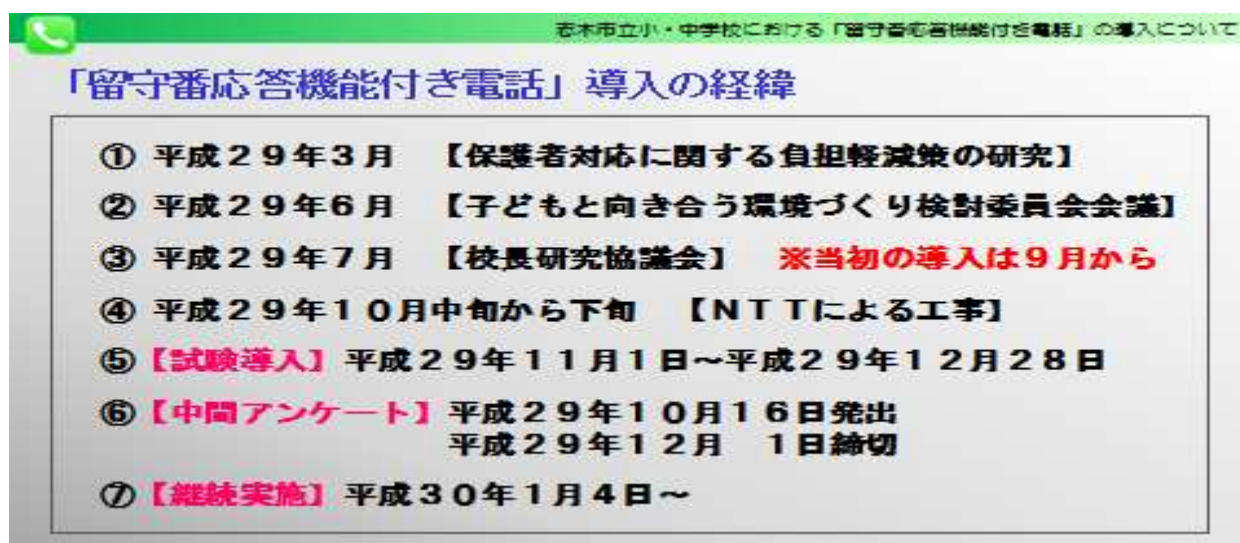 志木市立小・中学校における「留守番応答機能付き電話」の導入について
「留守番応答機能付き電話」導入の経緯
① 平成２９年３月 【保護者対応に関する負担軽減策の研究】
② 平成２９年６月 【子どもと向き合う環境づくり検討委員会会議】
③ 平成２９年７月 【校長研究協議会】 ※当初の導入は９月から
④ 平成２９年１０月中旬から下旬 【ＮＴＴによる工事】
⑤【試験導入】平成２９年１１月１日～平成２９年１２月２８日
⑥【中間アンケート】平成２９年１０月１６日発出
平成２９年１２月　１日締切
⑦【継続実施】平成３０年１月４日～